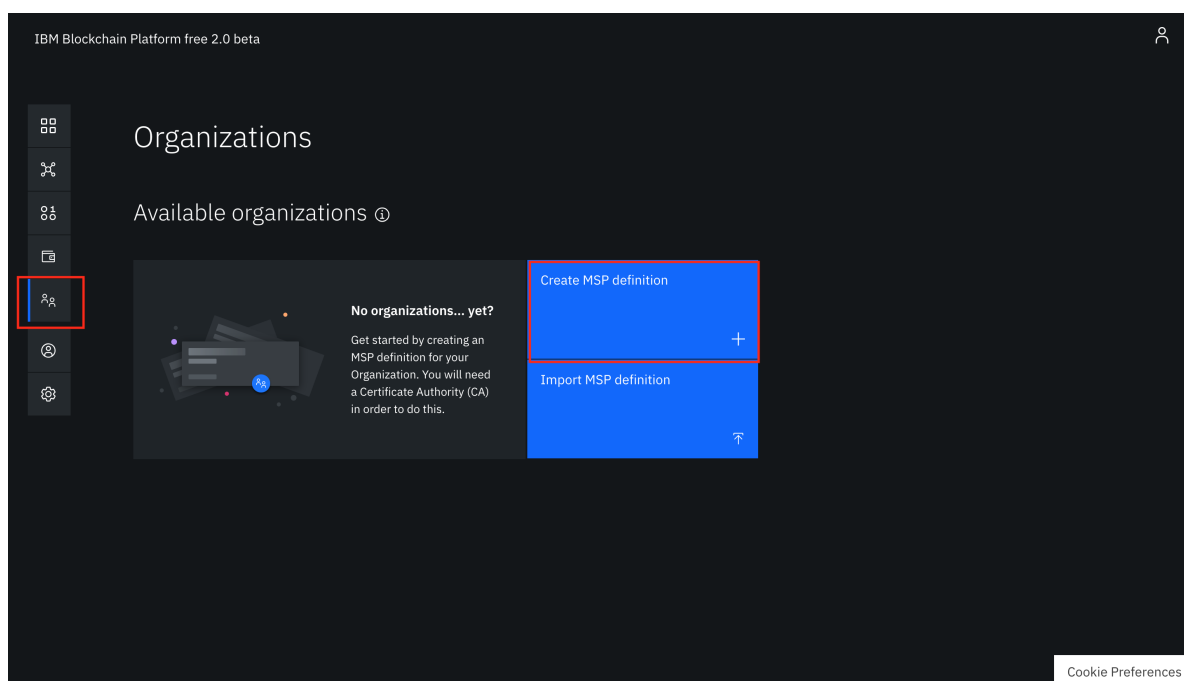 IBM Blockchain Platform free 2.0 beta
Organizations
Available organizations
No organizations... yet?
Get started by creating an
MSP definition for your
Organization. You will need
a Certificate Authority (CA)
in order to do this.
Create MSP definition
Import MSP definition
Cookie Preferences